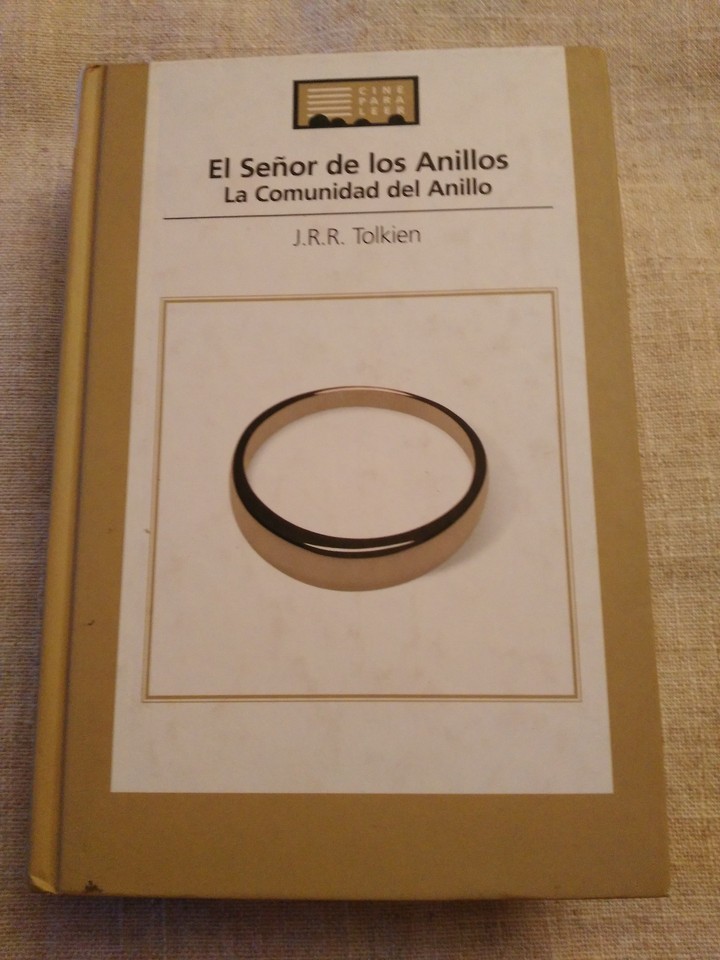 CINE
PARA
LEER
El Señor de los Anillos
La Comunidad del Anillo
J.R.R. Tolkien